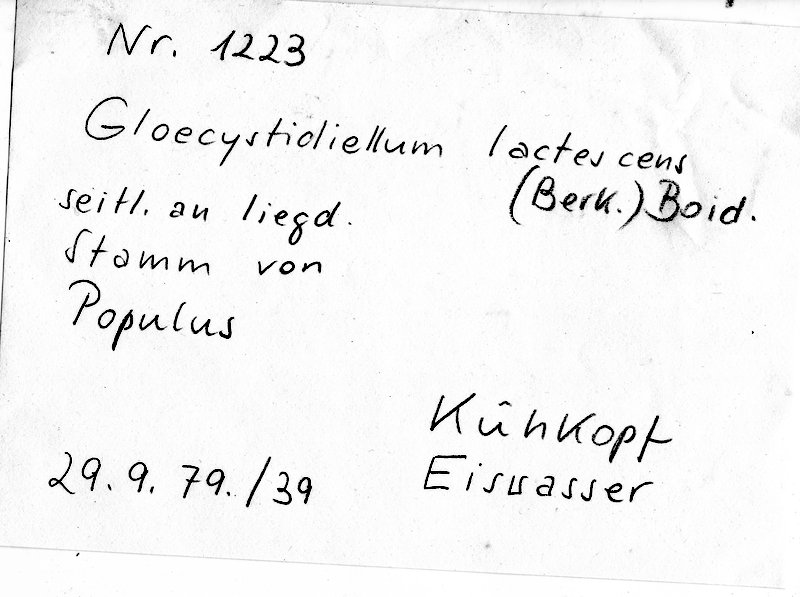 Nr. 1223
Gloecystidiellum lactescens
(Berk.) Boid.
seitl. an liegd.
Stamm von
Populus
Kühkopf
Eiswasser
29.9.79./39